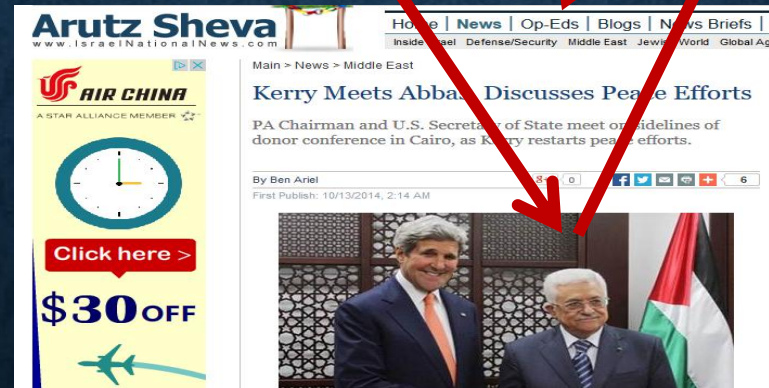 Arutz Sheva
www.IsraelNationalNews.com
Home | News | Op-Eds | Blogs | News Briefs |
Inside Israel Defense/Security Middle East Jewish World Global Ag
AIR CHINA
A STAR ALLIANCE MEMBER
Click here >
$30 OFF
Main > News > Middle East
Kerry Meets Abbas, Discusses Peace Efforts
PA Chairman and U.S. Secretary of State meet on sidelines of
donor conference in Cairo, as Kerry restarts peace efforts.
By Ben Ariel
0
6
First Publish: 10/13/2014, 2:14 AM